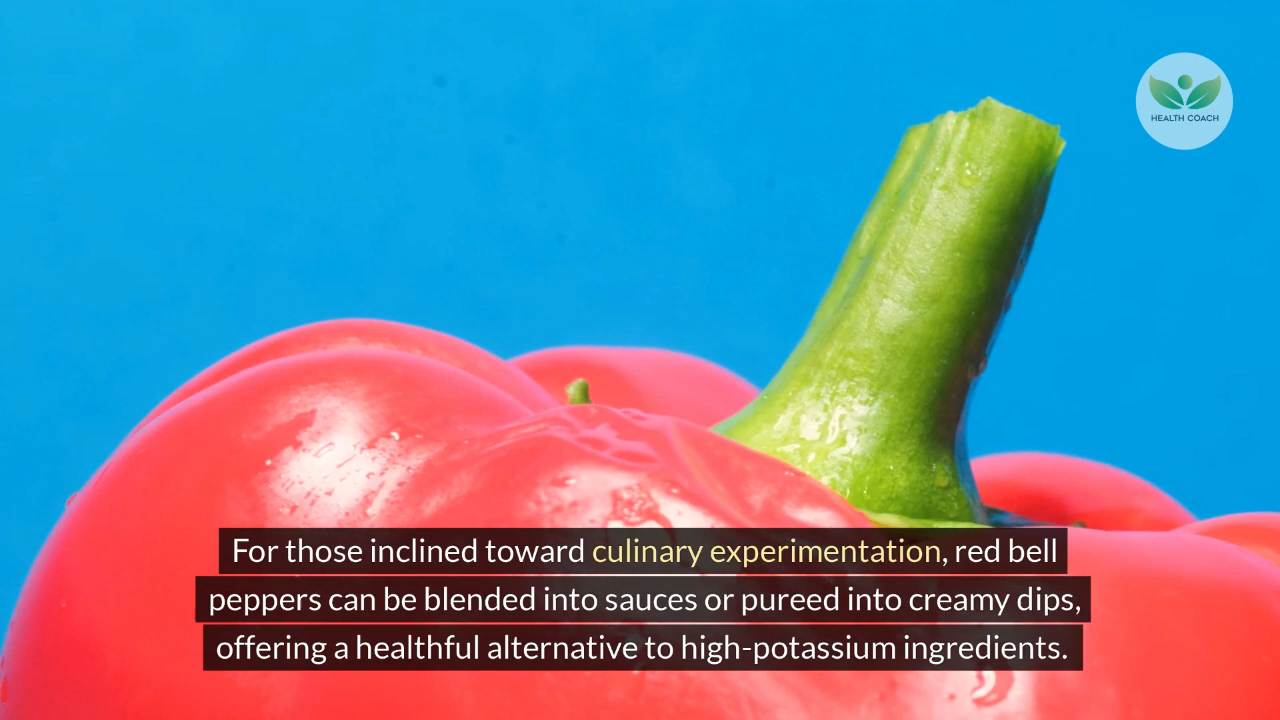 HEALTH COACH
For those inclined toward culinary experimentation, red bell
peppers can be blended into sauces or pureed into creamy dips,
offering a healthful alternative to high-potassium ingredients.